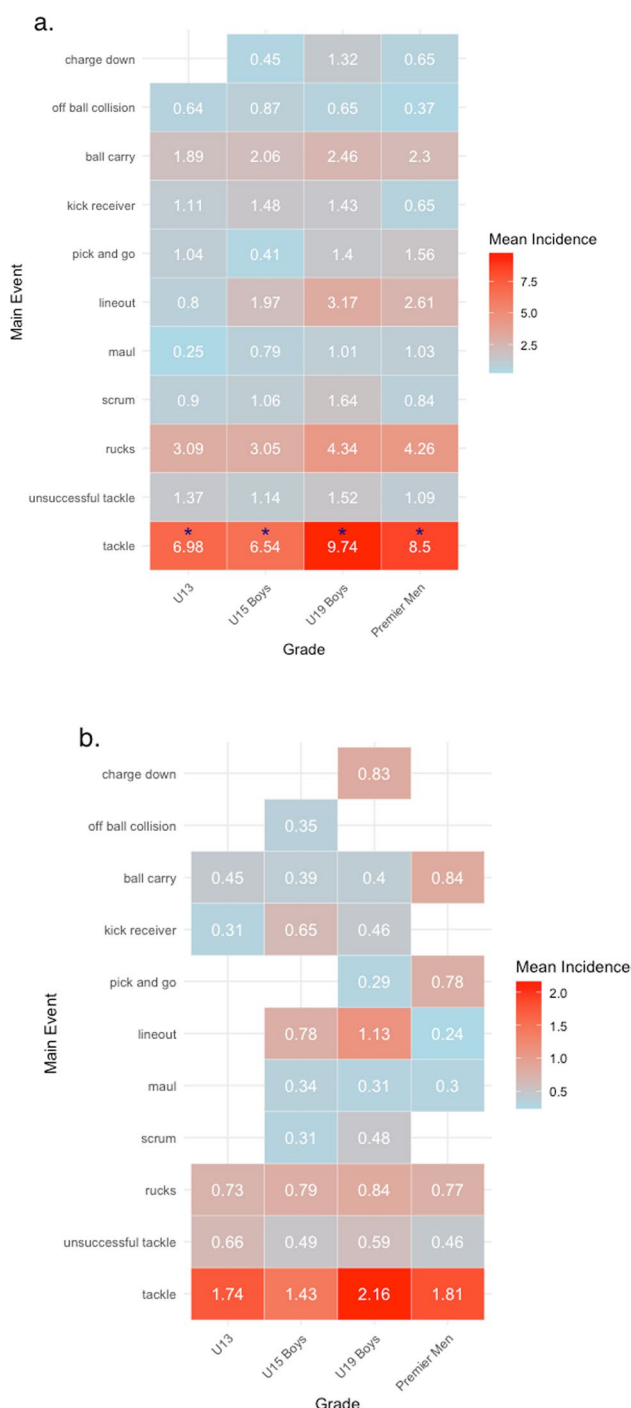 a.
charge down 0.45 1.32 0.65
off ball collision 0.64 0.87 0.65 0.37
ball carry 1.89 2.06 2.46 2.3
kick receiver 1.11 1.48 1.43 0.65
pick and go 1.04 0.41 1.4 1.56
lineout 0.8 1.97 3.17 2.61
maul 0.25 0.79 1.01 1.03
scrum 0.9 1.06 1.64 0.84
rucks 3.09 3.05 4.34 4.26
unsuccessful tackle 1.37 1.14 1.52 1.09
* * * *
tackle 6.98 6.54 9.74 8.5
U13 U15 Boys U19 Boys Premier Men
Grade
Main Event
Mean Incidence
7.5
5.0
2.5
b.
charge down 0.83
off ball collision 0.35
ball carry 0.45 0.39 0.4 0.84
kick receiver 0.31 0.65 0.46
pick and go 0.29 0.78
lineout 0.78 1.13 0.24
maul 0.34 0.31 0.3
scrum 0.31 0.48
rucks 0.73 0.79 0.84 0.77
unsuccessful tackle 0.66 0.49 0.59 0.46
tackle 1.74 1.43 2.16 1.81
U13 U15 Boys U19 Boys Premier Men
Grade
Main Event
Mean Incidence
2.0
1.5
1.0
0.5